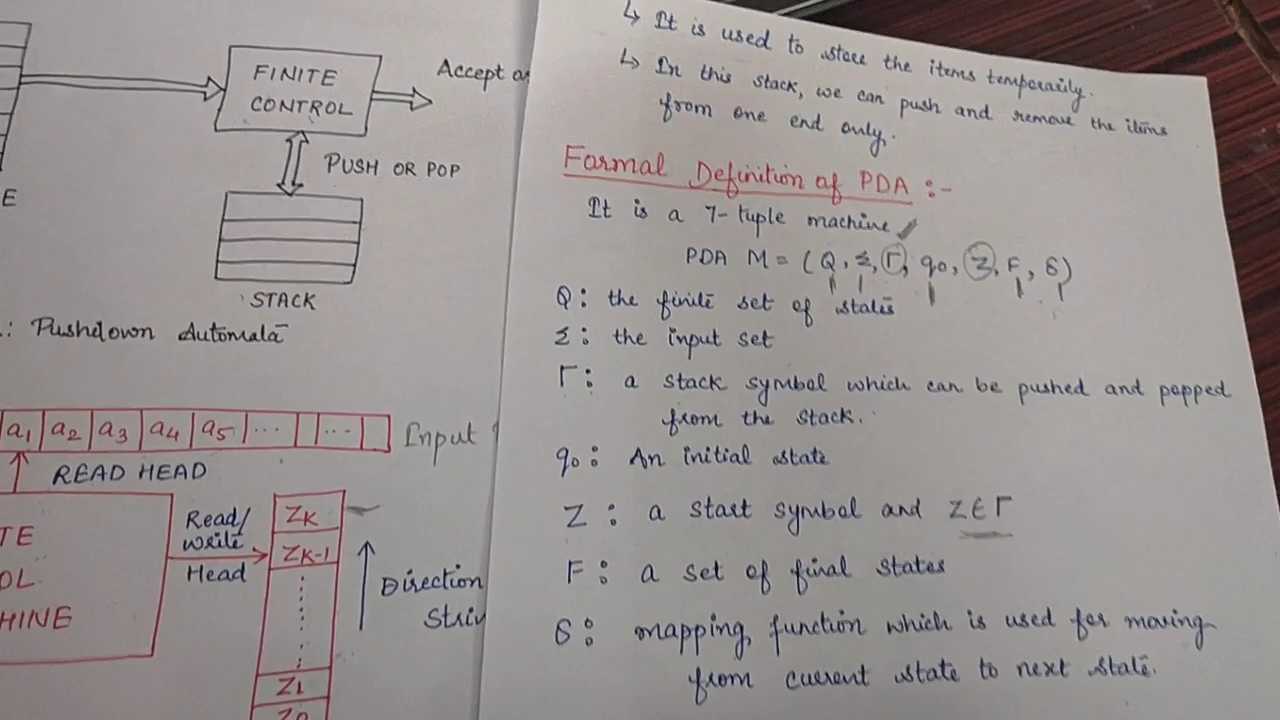 FINITE
CONTROL
Accept
PUSH OR POP
STACK
E
.: Pushdown Automata
a1 a2 a3 a4 a5 ... ...
Input
READ HEAD
TE
OL
HINE
Read/
write
Head
ZK
ZK-1
Z1
Z0
Direction
↳ It is used to store the items temporarily.
↳ In this stack, we can push and remove the items
from one end only.
Formal Definition of PDA :-
It is a 7-tuple machine
PDA M = (Q, Σ, Γ, q0, Z, F, δ)
Q : the finite set of states
Σ : the input set
Γ : a stack symbol which can be pushed and popped
from the stack.
q0 : An initial state
Z : a start symbol and Z∈Γ
F : a set of final states
δ : mapping function which is used for moving
from current state to next state.